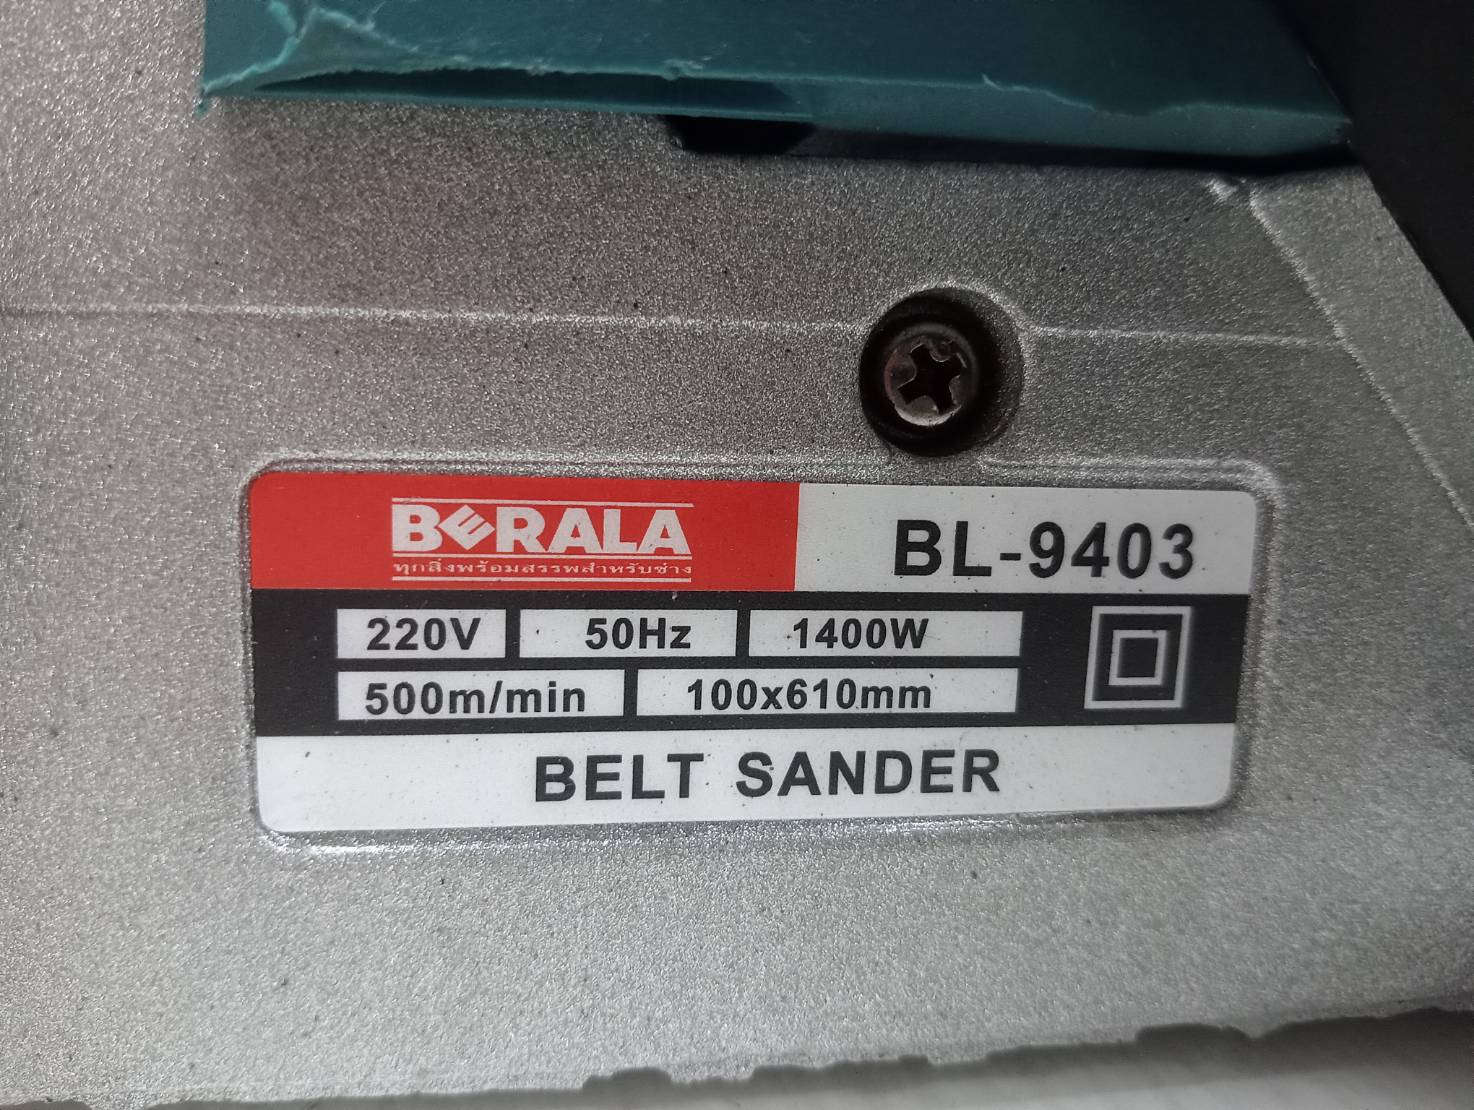 BERALA
ทุกสิ่งพร้อมสรรพสำหรับช่าง
BL-9403
220V 50Hz 1400W
500m/min 100x610mm
BELT SANDER